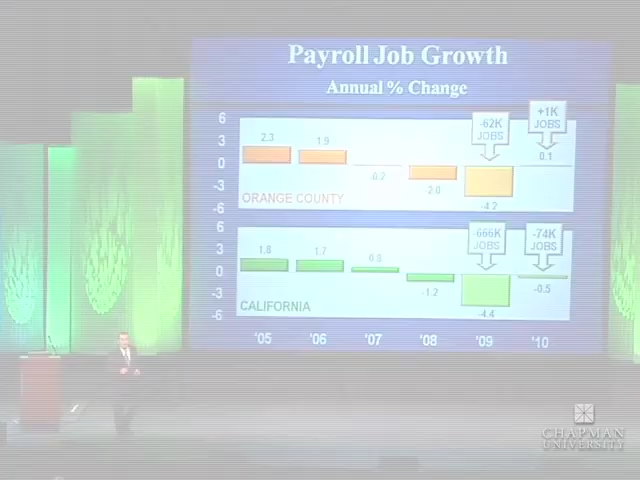 Payroll Job Growth
Annual % Change
+1K
JOBS
-62K
JOBS
6
3
0
-3
-6
2.3
1.9
0.2
2.0
-4.2
0.1
ORANGE COUNTY
6
3
0
-3
-6
-666K
JOBS
-74K
JOBS
1.8
1.7
0.8
-1.2
-4.4
-0.5
CALIFORNIA
'05 '06 '07 '08 '09 '10
CHAPMAN
UNIVERSITY